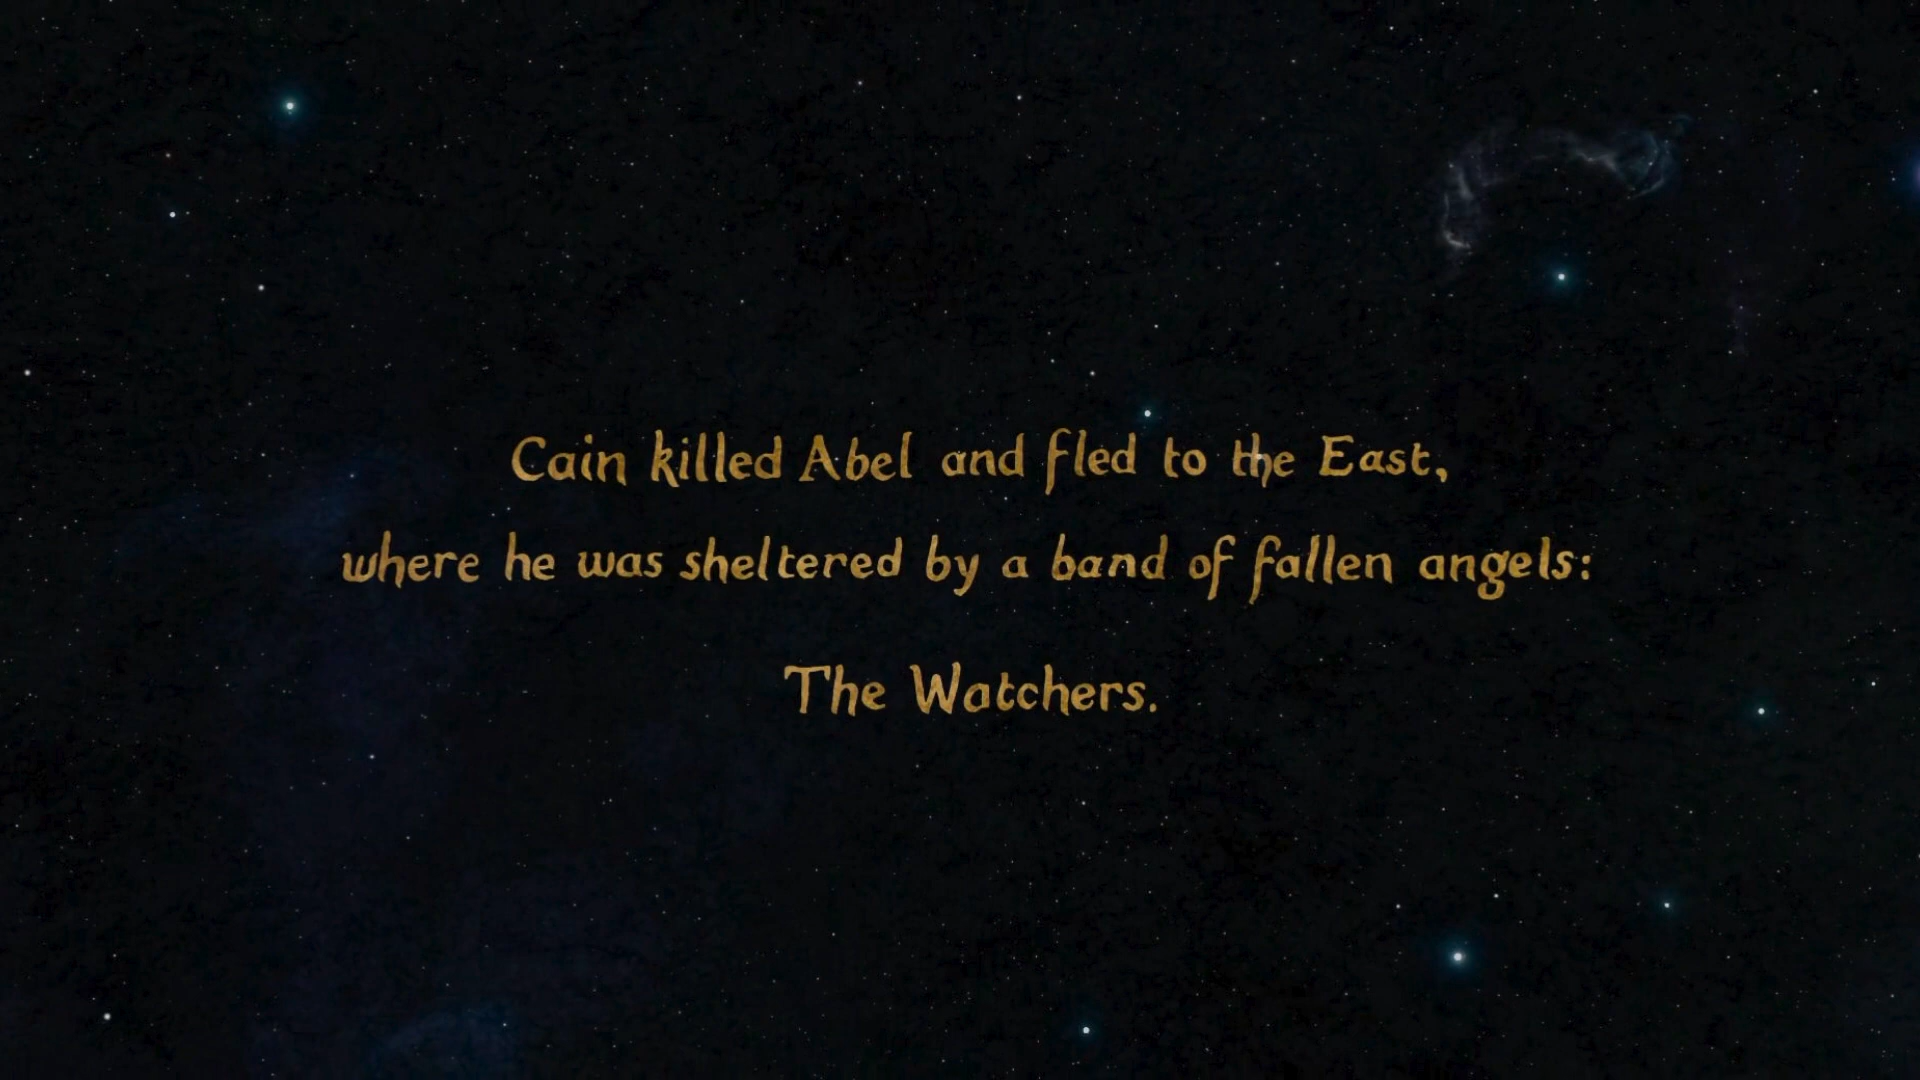 Cain killed Abel and fled to the East,
where he was sheltered by a band of fallen angels:
The Watchers.